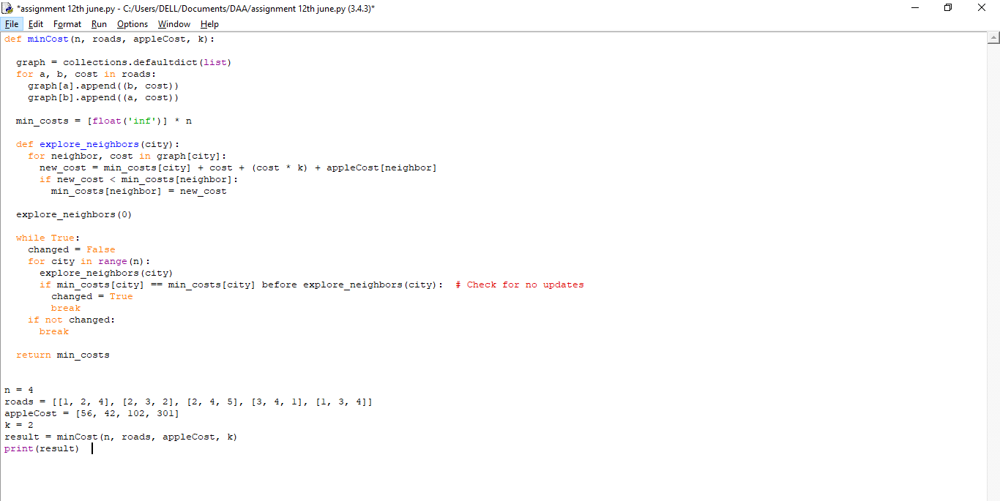 *assignment 12th june.py - C:/Users/DELL/Documents/DAA/assignment 12th june.py (3.4.3)*
File Edit Format Run Options Window Help
def minCost(n, roads, appleCost, k):
  graph = collections.defaultdict(list)
  for a, b, cost in roads:
    graph[a].append((b, cost))
    graph[b].append((a, cost))
  min_costs = [float('inf')] * n
  def explore_neighbors(city):
    for neighbor, cost in graph[city]:
      new_cost = min_costs[city] + cost + (cost * k) + appleCost[neighbor]
      if new_cost < min_costs[neighbor]:
        min_costs[neighbor] = new_cost
  explore_neighbors(0)
  while True:
    changed = False
    for city in range(n):
      explore_neighbors(city)
      if min_costs[city] == min_costs[city] before explore_neighbors(city):  # Check for no updates
        changed = True
        break
    if not changed:
      break
  return min_costs
n = 4
roads = [[1, 2, 4], [2, 3, 2], [2, 4, 5], [3, 4, 1], [1, 3, 4]]
appleCost = [56, 42, 102, 301]
k = 2
result = minCost(n, roads, appleCost, k)
print(result)